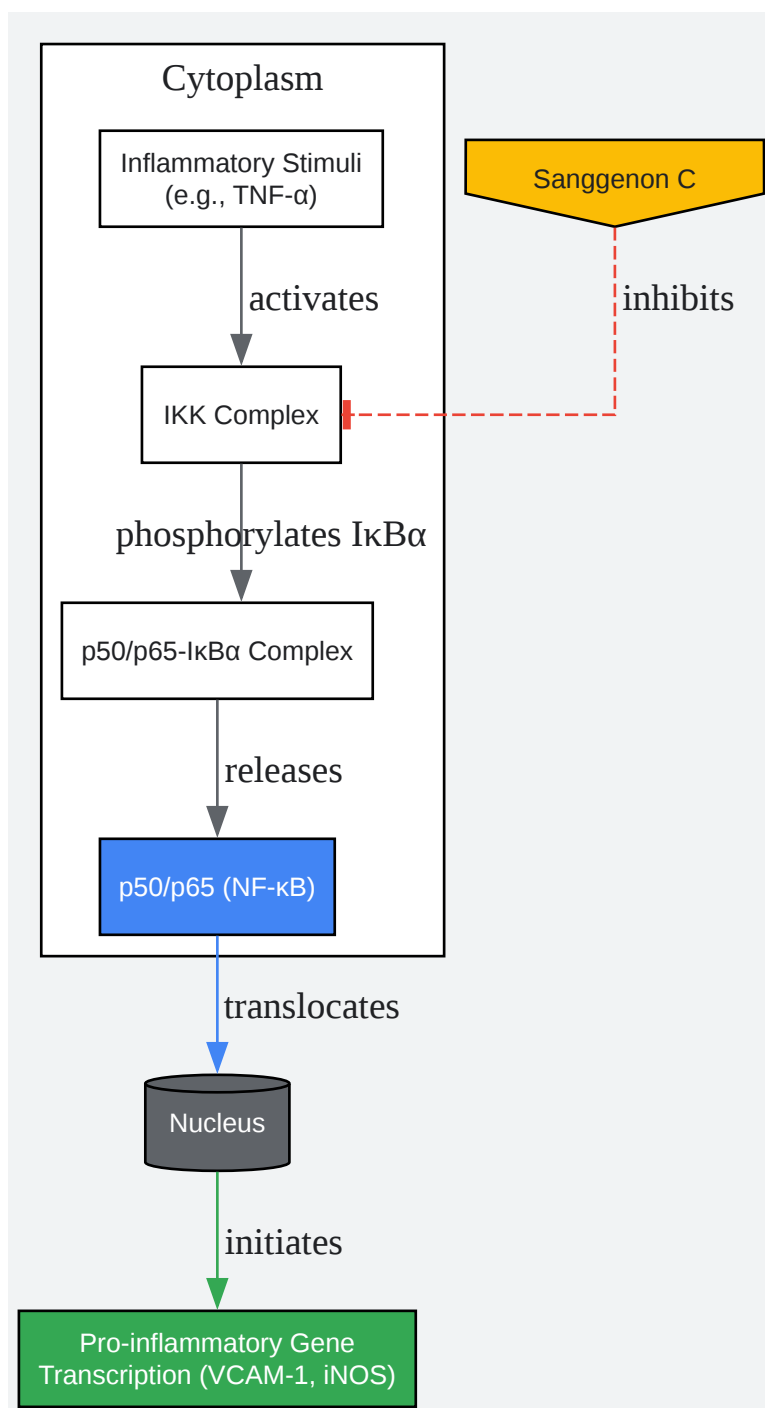 Cytoplasm
Inflammatory Stimuli
(e.g., TNF-α)
Sanggenon C
activates
inhibits
IKK Complex
phosphorylates IκBα
p50/p65-IκBα Complex
releases
p50/p65 (NF-κB)
translocates
Nucleus
initiates
Pro-inflammatory Gene
Transcription (VCAM-1, iNOS)